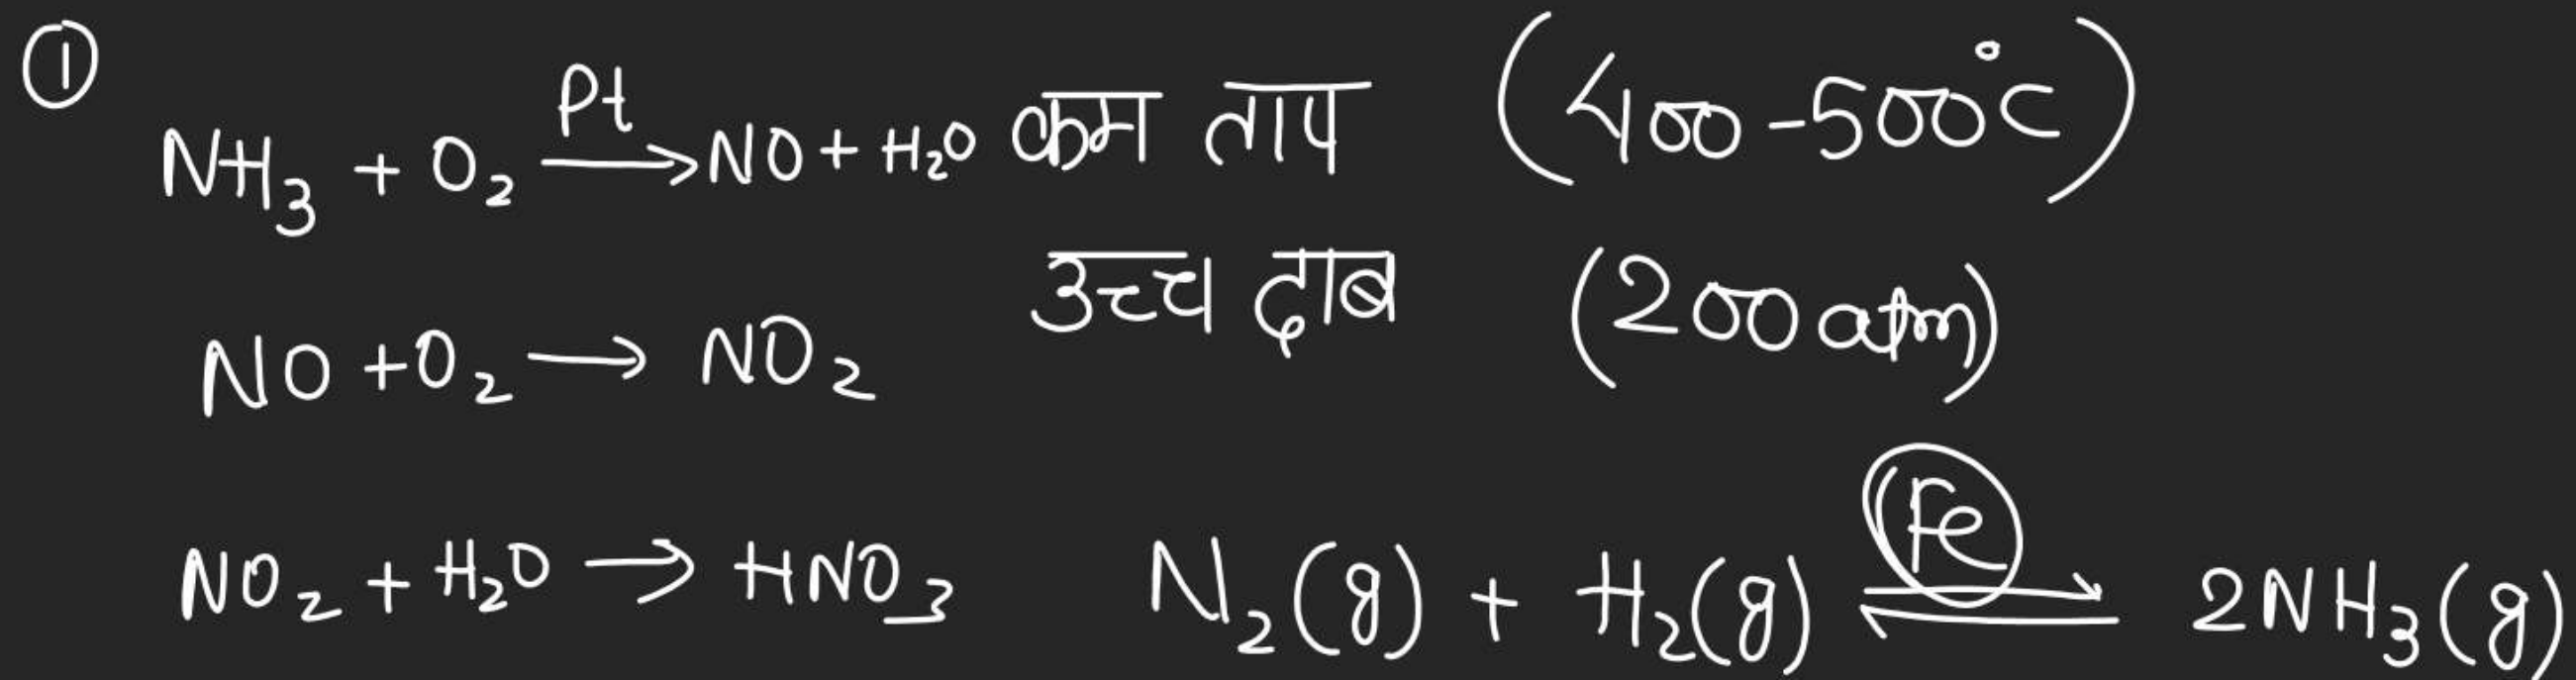 ①
NH₃ + O₂ —Pt→ NO + H₂O कम ताप (400-500°C)
उच्च दाब (200 atm)
NO + O₂ → NO₂
NO₂ + H₂O → HNO₃
N₂(g) + H₂(g) ⇌ Fe 2NH₃(g)